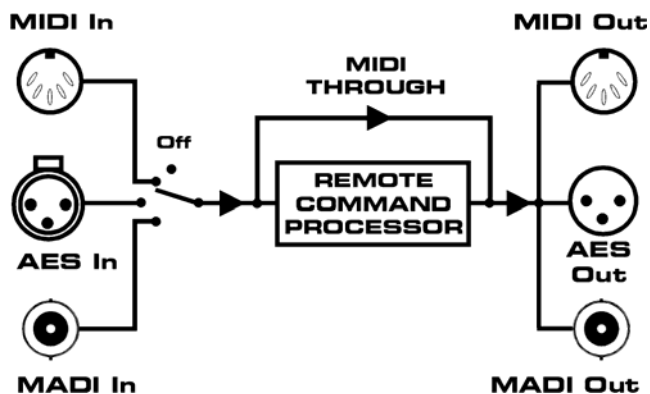 MIDI In
MIDI Out
MIDI
THROUGH
Off
REMOTE
COMMAND
PROCESSOR
AES In
AES
Out
MADI In
MADI Out